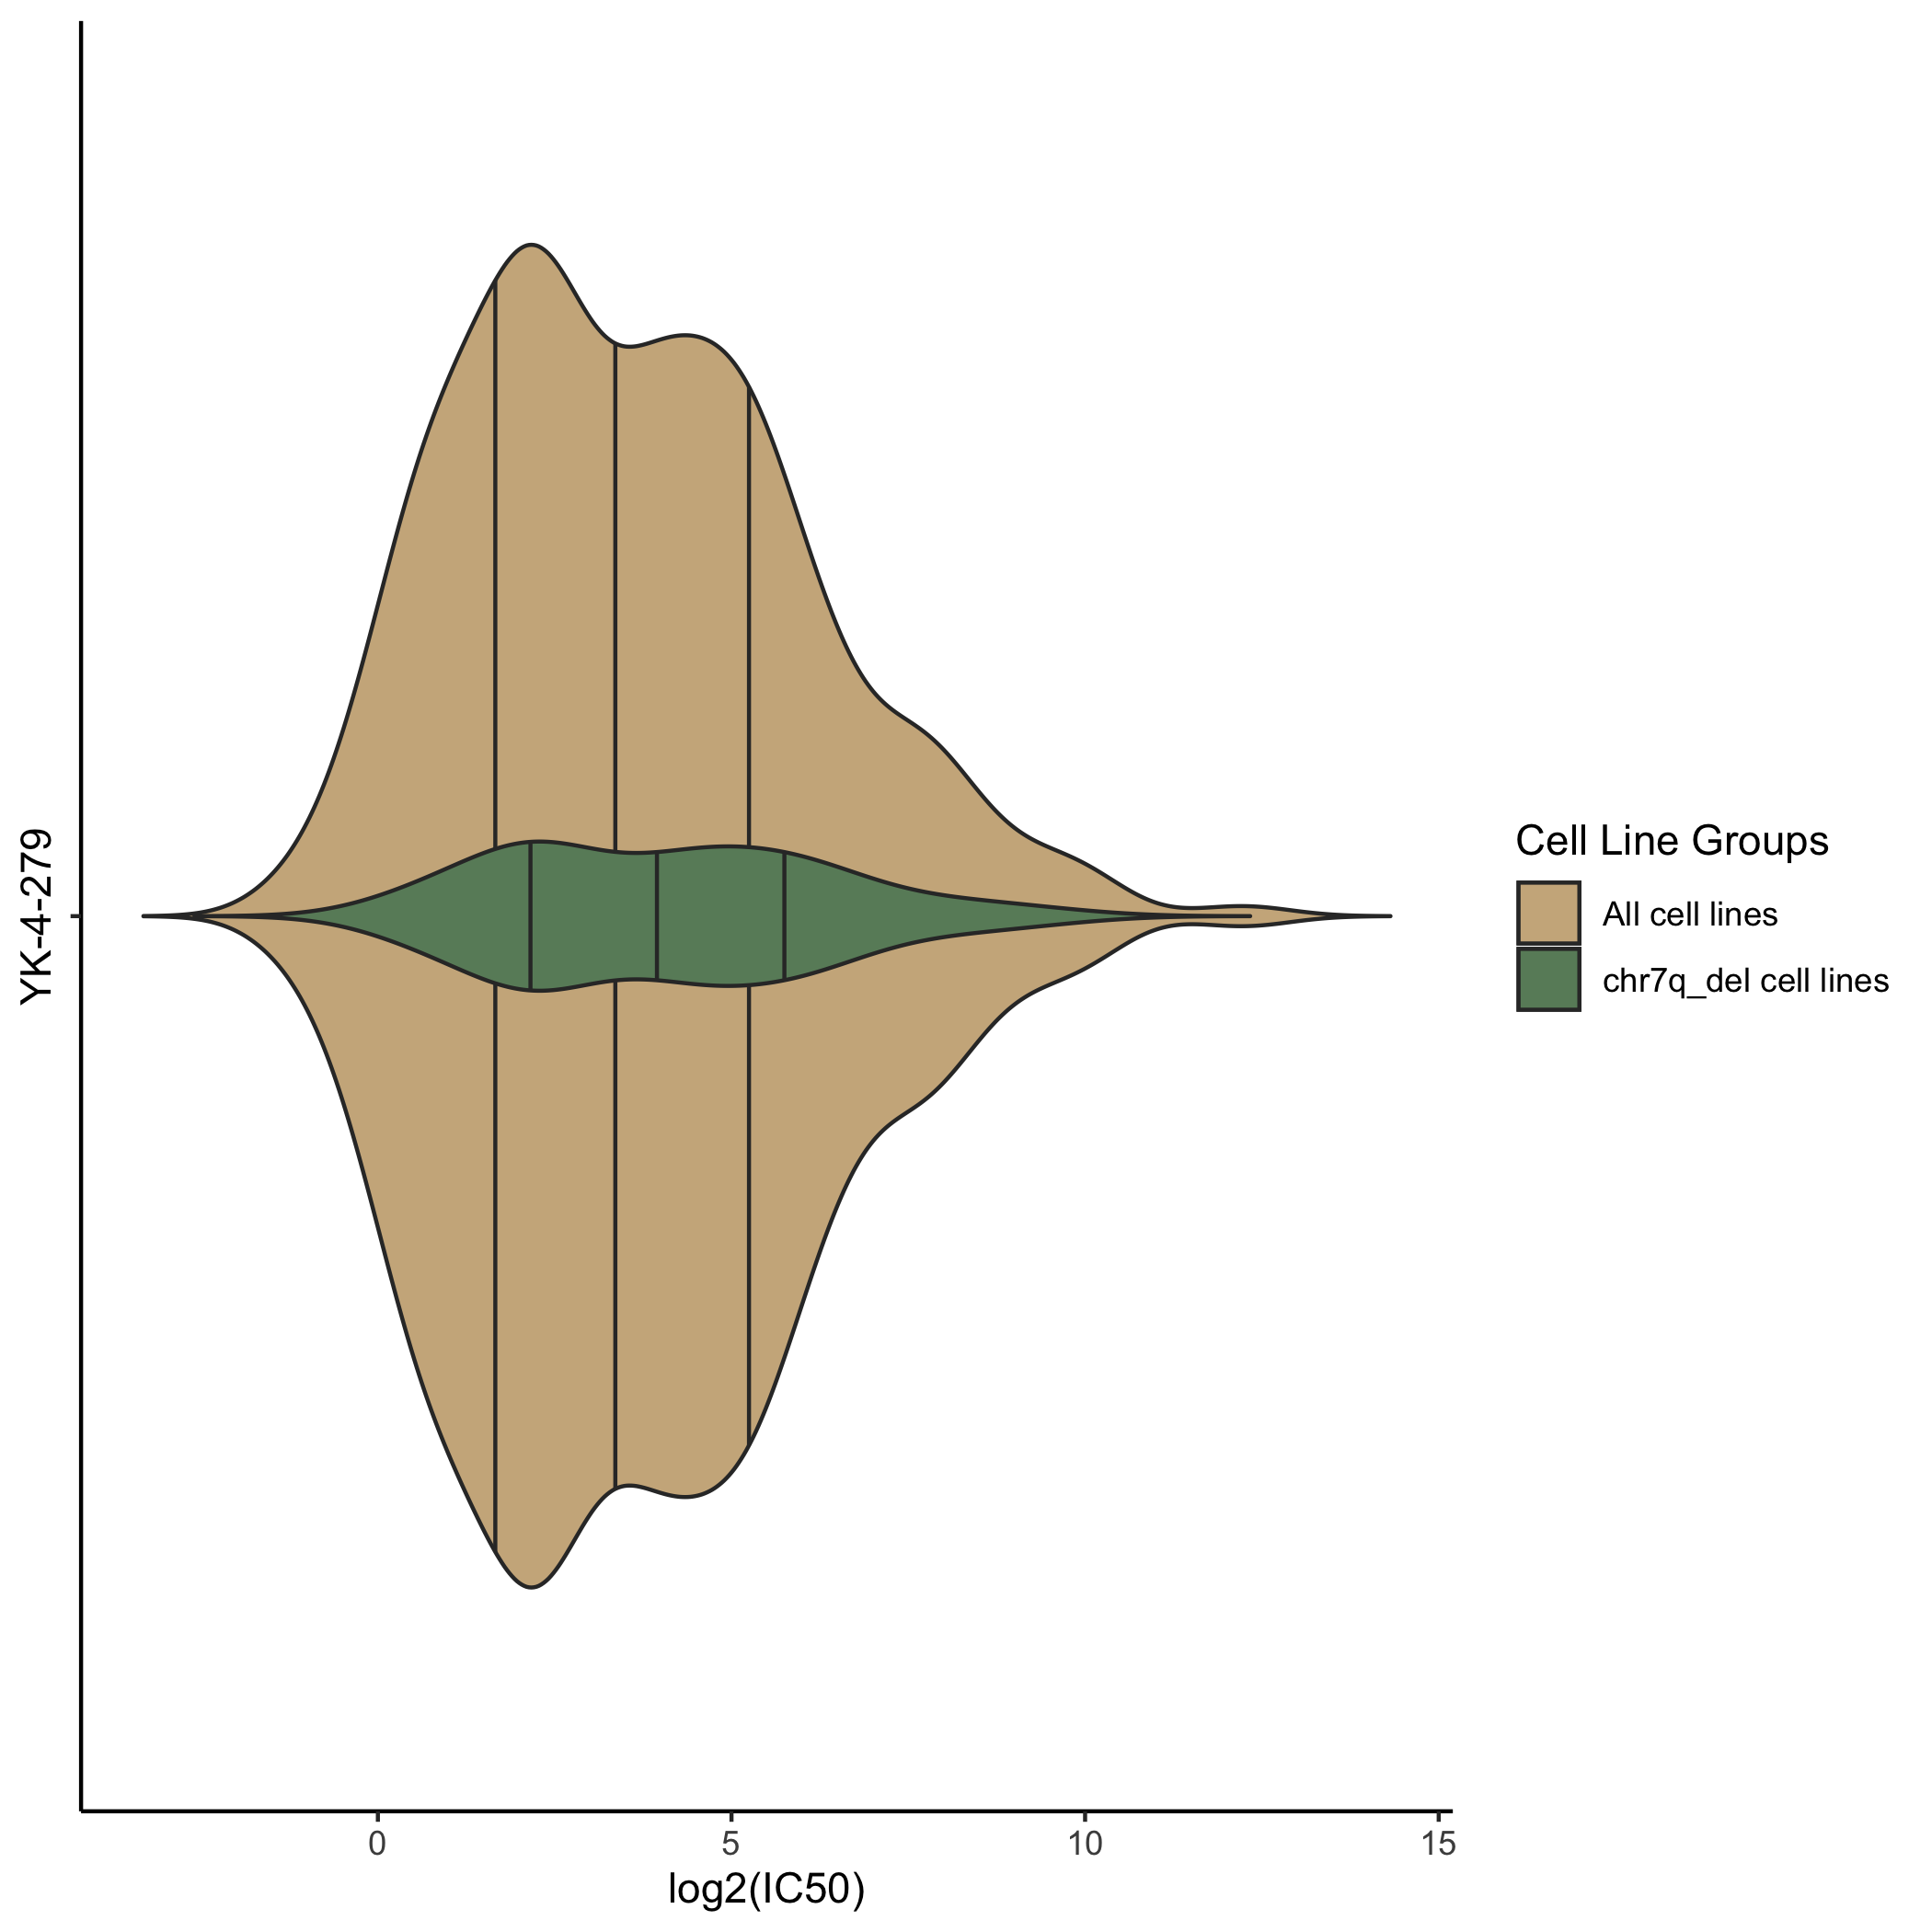 YK-4-279
0
5
10
15
log2(IC50)
Cell Line Groups
All cell lines
chr7q_del cell lines